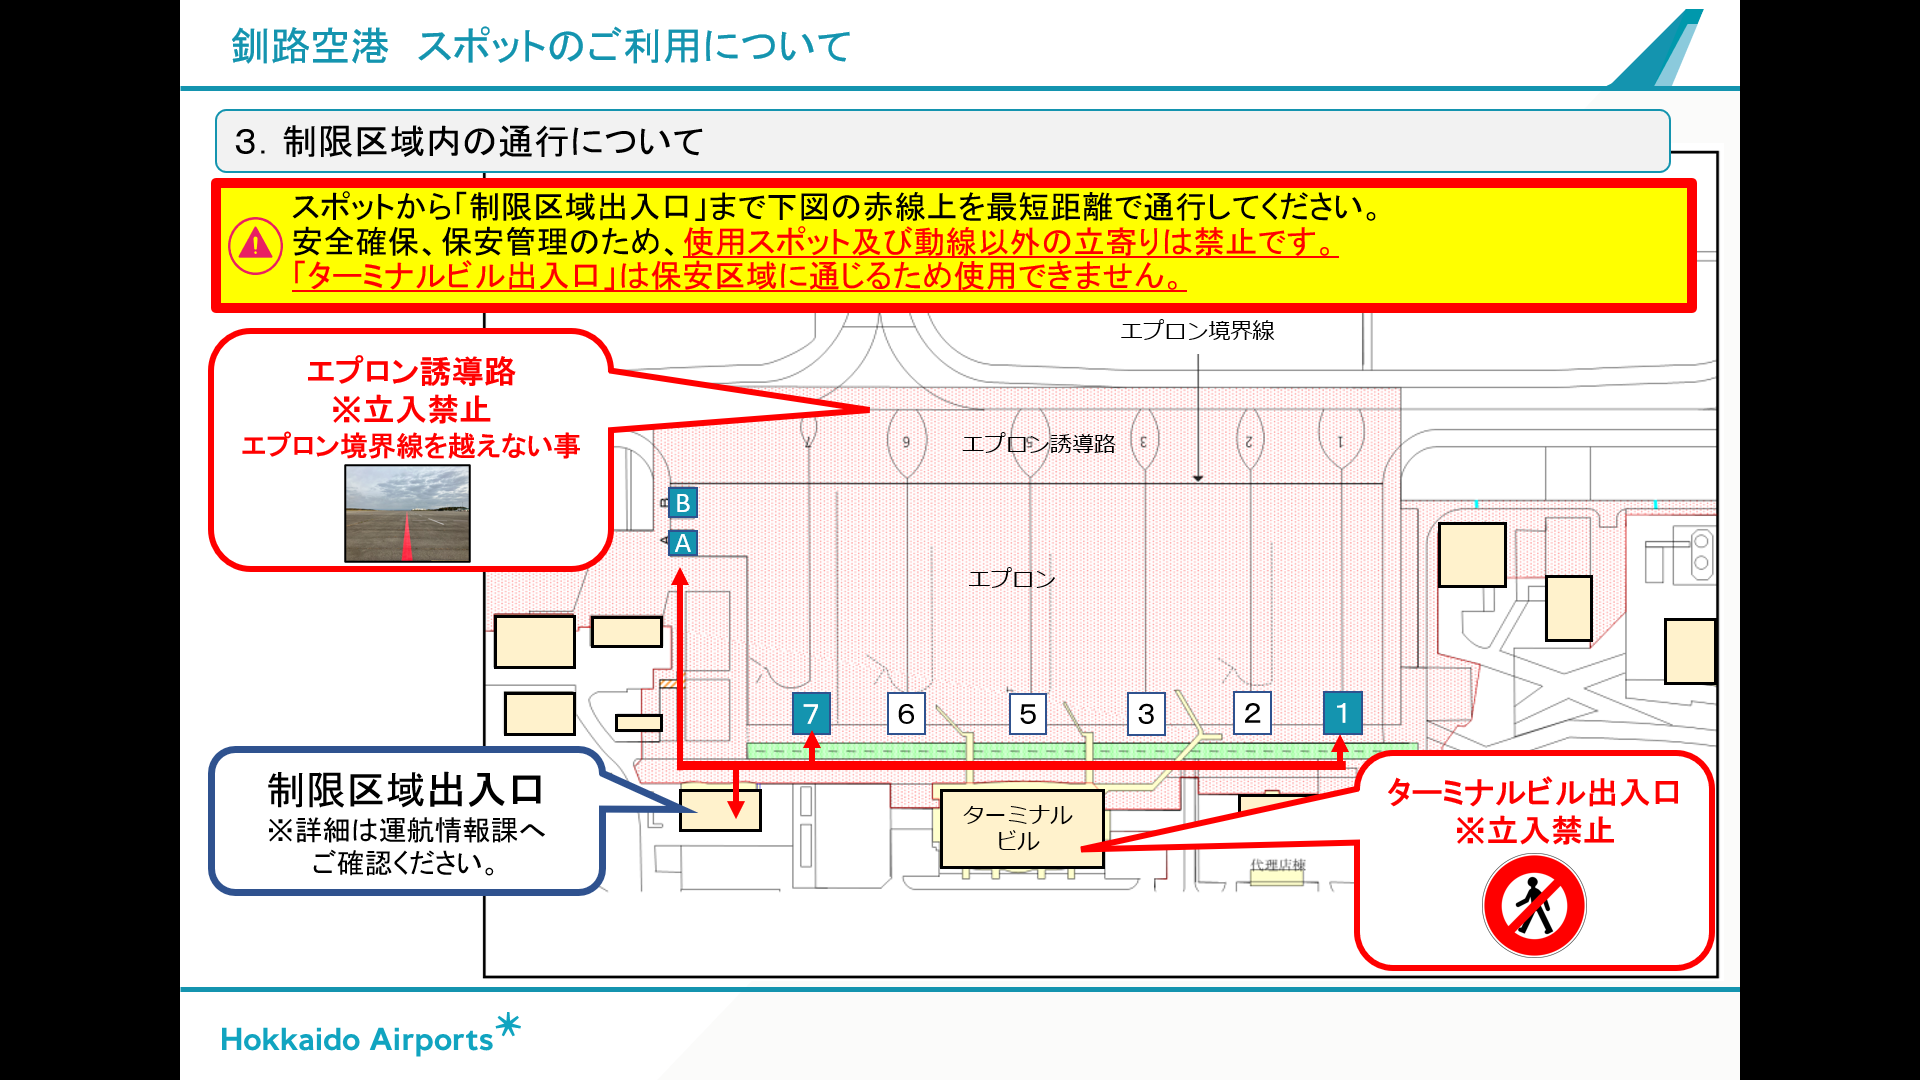 釧路空港　スポットのご利用について
３．制限区域内の通行について
スポットから「制限区域出入口」まで下図の赤線上を最短距離で通行してください。
安全確保、保安管理のため、使用スポット及び動線以外の立寄りは禁止です。
「ターミナルビル出入口」は保安区域に通じるため使用できません。
エプロン境界線
エプロン誘導路
※立入禁止
エプロン境界線を越えない事
7
6
5
3
2
1
エプロン誘導路
B
B
A
A
エプロン
7
6
5
3
2
1
制限区域出入口
※詳細は運航情報課へ
ご確認ください。
ターミナル
ビル
代理店棟
ターミナルビル出入口
※立入禁止
Hokkaido Airports